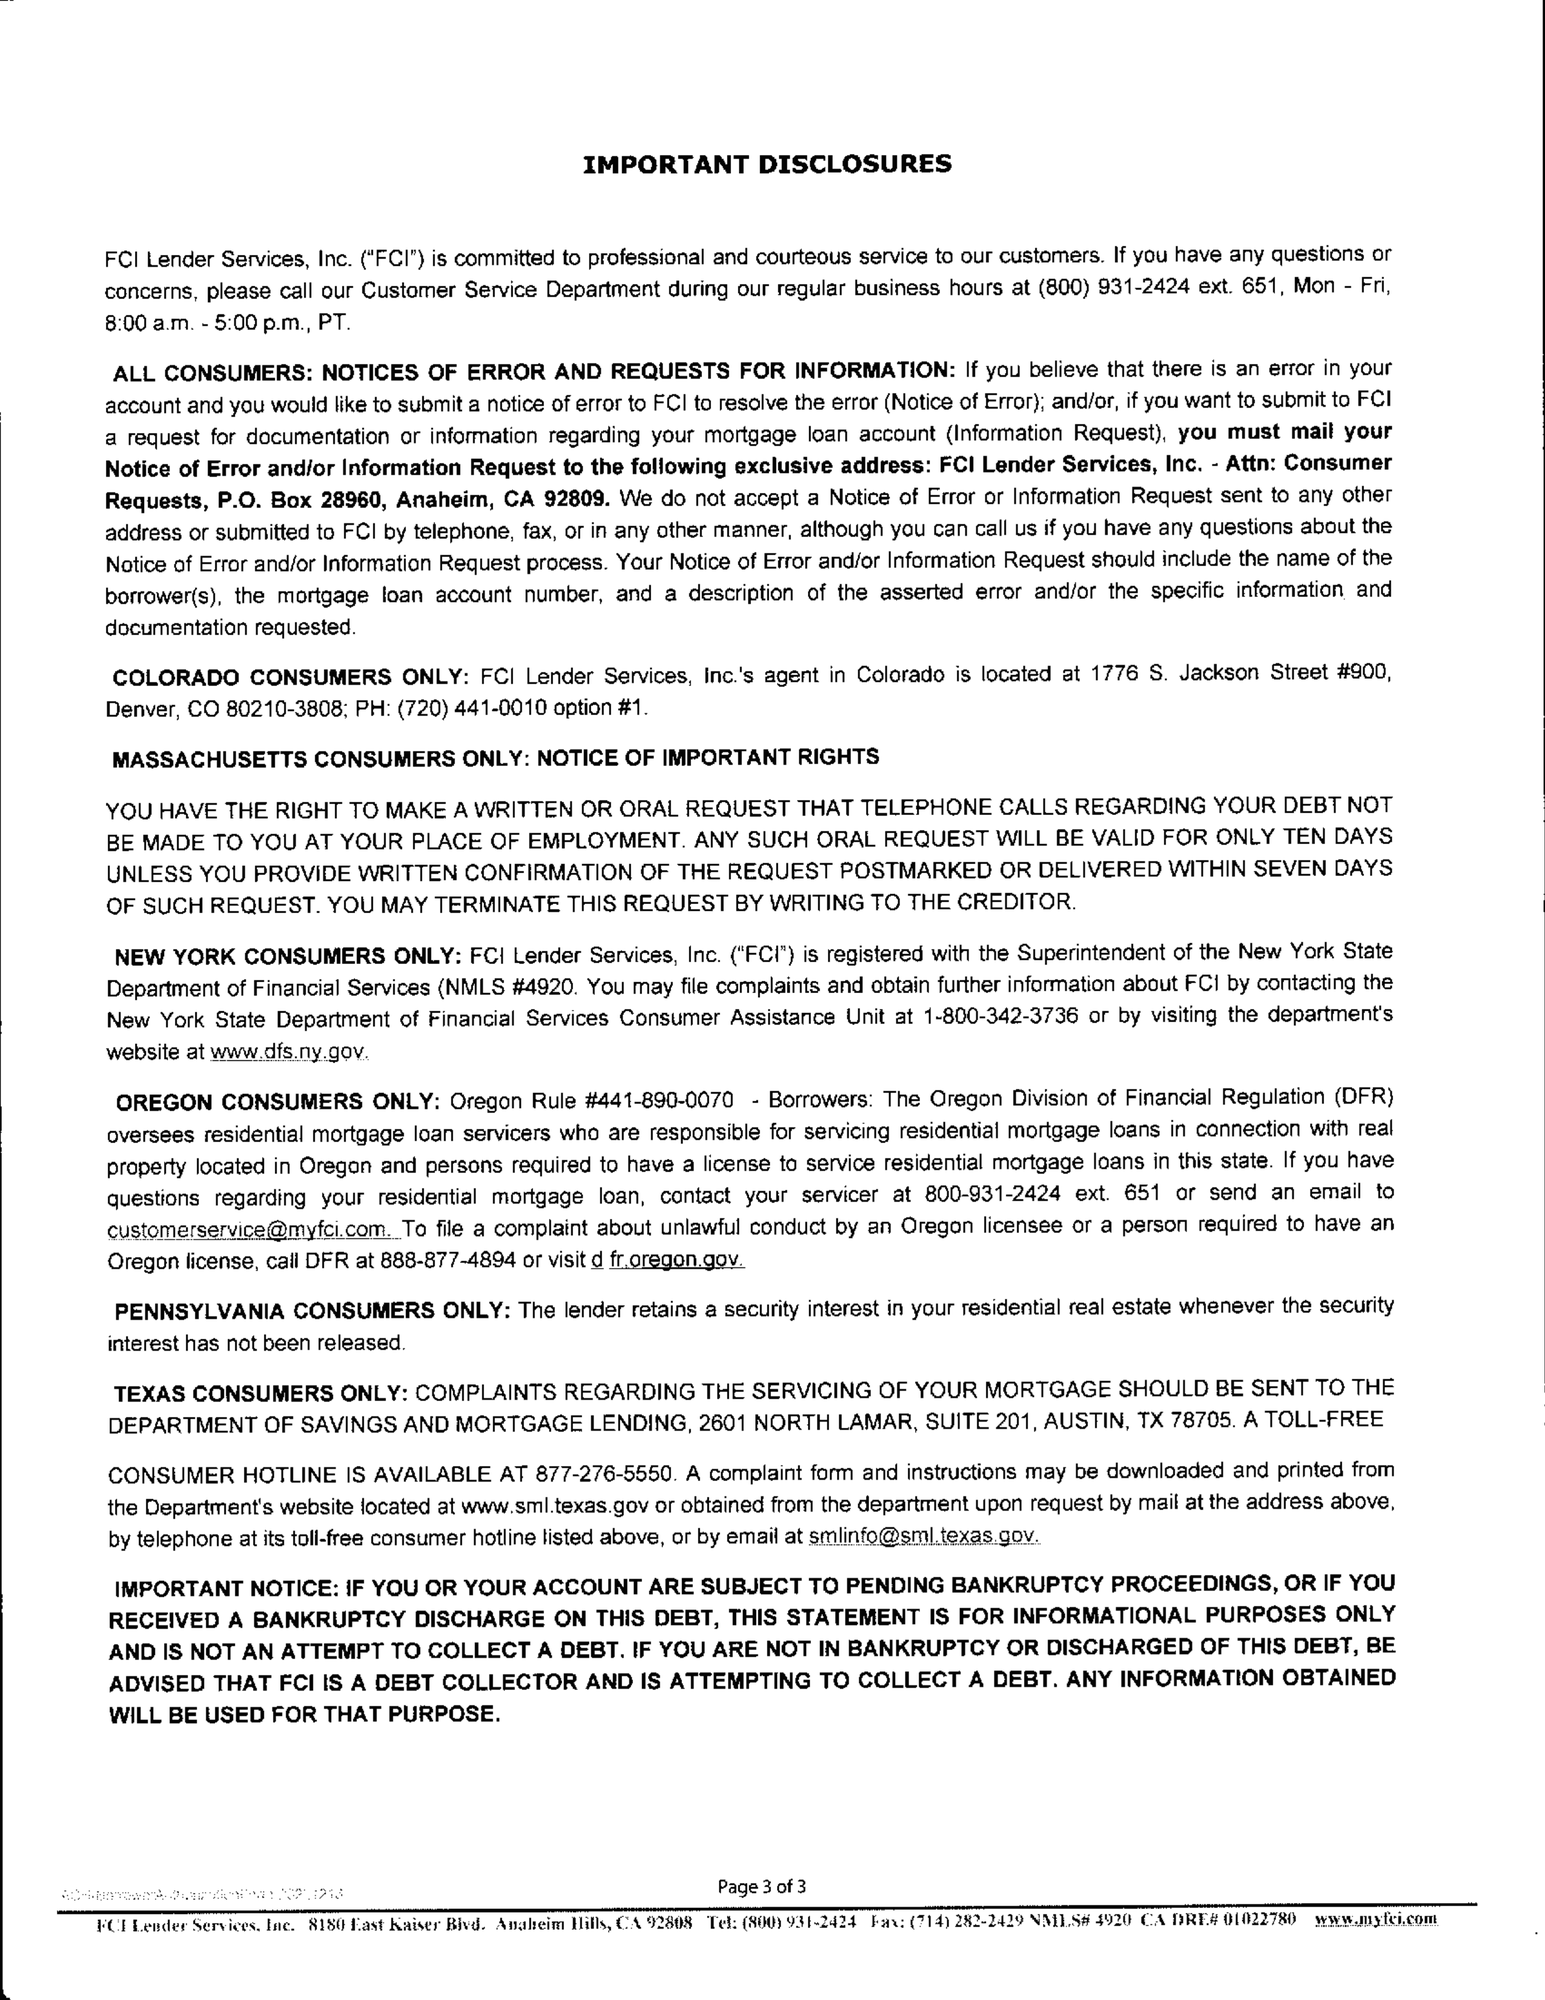 IMPORTANT DISCLOSURES
FCI Lender Services, Inc. ("FCI") is committed to professional and courteous service to our customers. If you have any questions or
concerns, please call our Customer Service Department during our regular business hours at (800) 931-2424 ext. 651, Mon - Fri,
8:00 a.m. - 5:00 p.m., PT.
ALL CONSUMERS: NOTICES OF ERROR AND REQUESTS FOR INFORMATION: If you believe that there is an error in your
account and you would like to submit a notice of error to FCI to resolve the error (Notice of Error); and/or, if you want to submit to FCI
a request for documentation or information regarding your mortgage loan account (Information Request), you must mail your
Notice of Error and/or Information Request to the following exclusive address: FCI Lender Services, Inc. - Attn: Consumer
Requests, P.O. Box 28960, Anaheim, CA 92809. We do not accept a Notice of Error or Information Request sent to any other
address or submitted to FCI by telephone, fax, or in any other manner, although you can call us if you have any questions about the
Notice of Error and/or Information Request process. Your Notice of Error and/or Information Request should include the name of the
borrower(s), the mortgage loan account number, and a description of the asserted error and/or the specific information and
documentation requested.
COLORADO CONSUMERS ONLY: FCI Lender Services, Inc.'s agent in Colorado is located at 1776 S. Jackson Street #900,
Denver, CO 80210-3808; PH: (720) 441-0010 option #1.
MASSACHUSETTS CONSUMERS ONLY: NOTICE OF IMPORTANT RIGHTS
YOU HAVE THE RIGHT TO MAKE A WRITTEN OR ORAL REQUEST THAT TELEPHONE CALLS REGARDING YOUR DEBT NOT
BE MADE TO YOU AT YOUR PLACE OF EMPLOYMENT. ANY SUCH ORAL REQUEST WILL BE VALID FOR ONLY TEN DAYS
UNLESS YOU PROVIDE WRITTEN CONFIRMATION OF THE REQUEST POSTMARKED OR DELIVERED WITHIN SEVEN DAYS
OF SUCH REQUEST. YOU MAY TERMINATE THIS REQUEST BY WRITING TO THE CREDITOR.
NEW YORK CONSUMERS ONLY: FCI Lender Services, Inc. ("FCI") is registered with the Superintendent of the New York State
Department of Financial Services (NMLS #4920. You may file complaints and obtain further information about FCI by contacting the
New York State Department of Financial Services Consumer Assistance Unit at 1-800-342-3736 or by visiting the department's
website at www.dfs.ny.gov.
OREGON CONSUMERS ONLY: Oregon Rule #441-890-0070 - Borrowers: The Oregon Division of Financial Regulation (DFR)
oversees residential mortgage loan servicers who are responsible for servicing residential mortgage loans in connection with real
property located in Oregon and persons required to have a license to service residential mortgage loans in this state. If you have
questions regarding your residential mortgage loan, contact your servicer at 800-931-2424 ext. 651 or send an email to
customerservice@myfci.com. To file a complaint about unlawful conduct by an Oregon licensee or a person required to have an
Oregon license, call DFR at 888-877-4894 or visit d fr.oregon.gov.
PENNSYLVANIA CONSUMERS ONLY: The lender retains a security interest in your residential real estate whenever the security
interest has not been released.
TEXAS CONSUMERS ONLY: COMPLAINTS REGARDING THE SERVICING OF YOUR MORTGAGE SHOULD BE SENT TO THE
DEPARTMENT OF SAVINGS AND MORTGAGE LENDING, 2601 NORTH LAMAR, SUITE 201, AUSTIN, TX 78705. A TOLL-FREE
CONSUMER HOTLINE IS AVAILABLE AT 877-276-5550. A complaint form and instructions may be downloaded and printed from
the Department's website located at www.sml.texas.gov or obtained from the department upon request by mail at the address above,
by telephone at its toll-free consumer hotline listed above, or by email at smlinfo@sml.texas.gov.
IMPORTANT NOTICE: IF YOU OR YOUR ACCOUNT ARE SUBJECT TO PENDING BANKRUPTCY PROCEEDINGS, OR IF YOU
RECEIVED A BANKRUPTCY DISCHARGE ON THIS DEBT, THIS STATEMENT IS FOR INFORMATIONAL PURPOSES ONLY
AND IS NOT AN ATTEMPT TO COLLECT A DEBT. IF YOU ARE NOT IN BANKRUPTCY OR DISCHARGED OF THIS DEBT, BE
ADVISED THAT FCI IS A DEBT COLLECTOR AND IS ATTEMPTING TO COLLECT A DEBT. ANY INFORMATION OBTAINED
WILL BE USED FOR THAT PURPOSE.
Page 3 of 3
FCI Lender Services, Inc. 8180 East Kaiser Blvd. Anaheim Hills, CA 92808 Tel: (800) 931-2424 Fax: (714) 282-2429 NMLS# 4920 CA DRE# 01022780 www.myfci.com